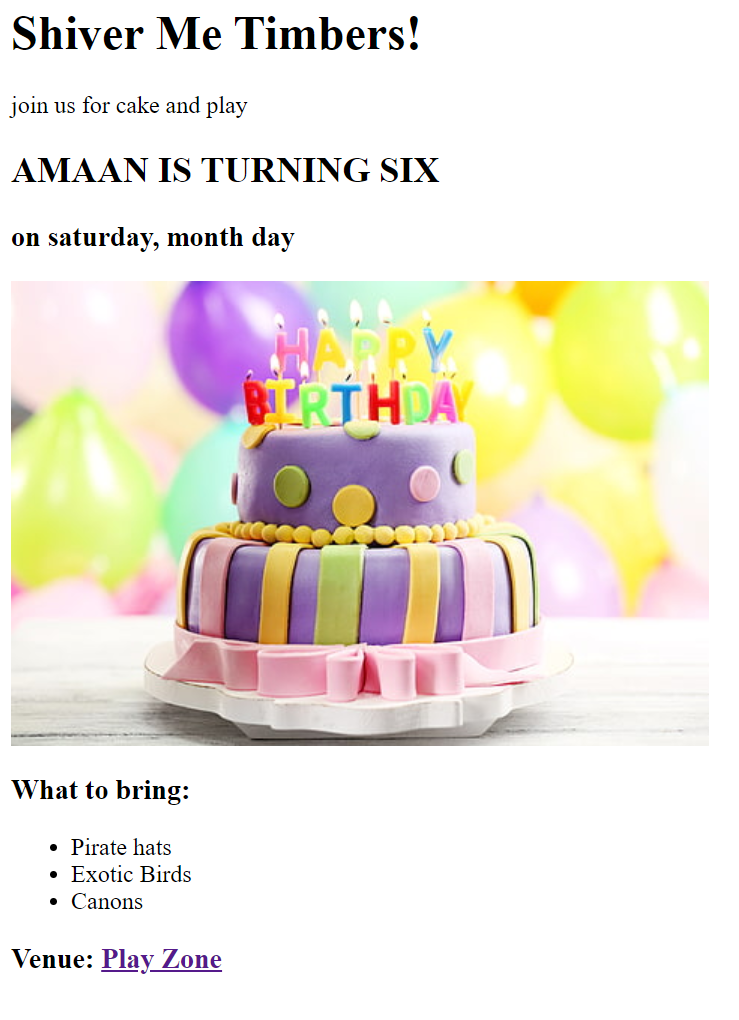 Shiver Me Timbers!
join us for cake and play
AMAAN IS TURNING SIX
on saturday, month day
HAPPY
BIRTHDAY
What to bring:
Pirate hats
Exotic Birds
Canons
Venue: Play Zone